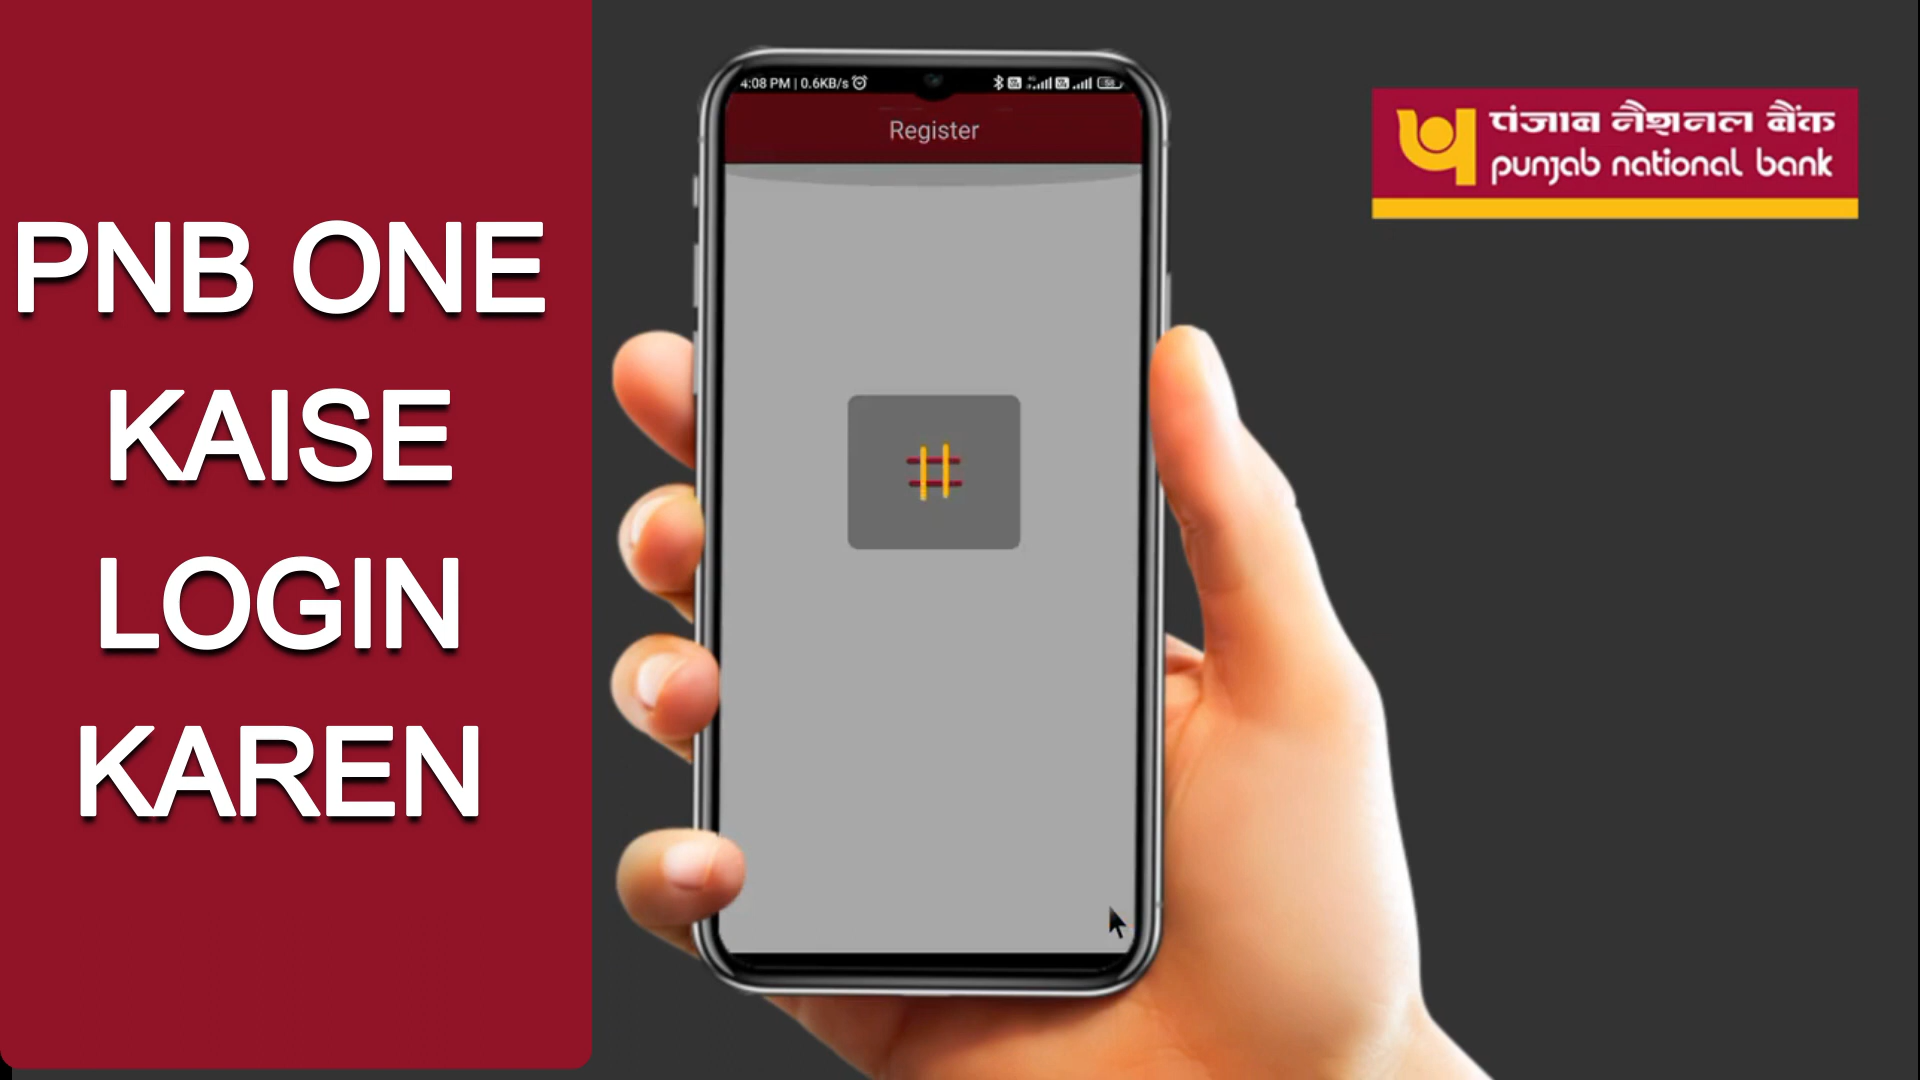 PNB ONE
KAISE
LOGIN
KAREN
4:08 PM | 0.6KB/s
Register
पंजाब नैशनल बैंक
punjab national bank